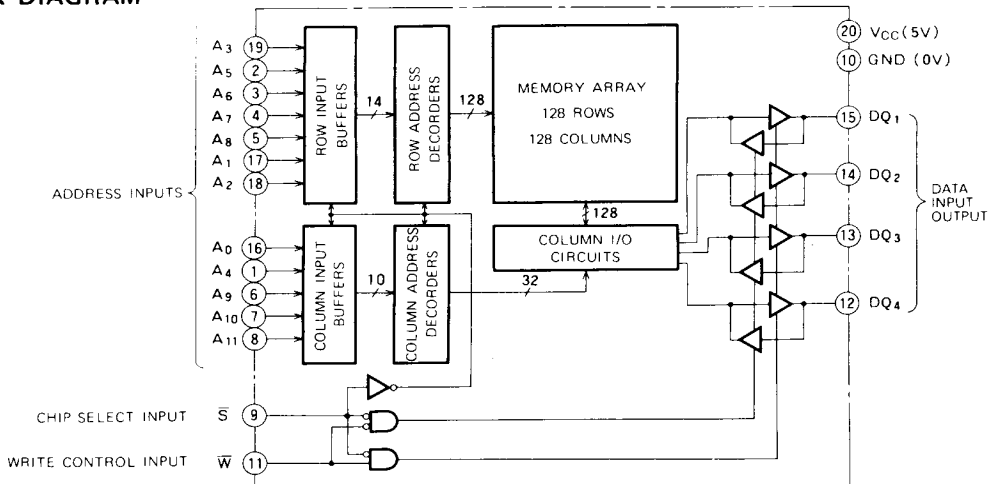 DIAGRAM
ADDRESS INPUTS
A3 19
A5 2
A6 3
A7 4
A8 5
A1 17
A2 18
A0 16
A4 1
A9 6
A10 7
A11 8
CHIP SELECT INPUT S̅ 9
WRITE CONTROL INPUT W̅ 11
ROW INPUT
BUFFERS
14
ROW ADDRESS
DECORDERS
128
MEMORY ARRAY
128 ROWS
128 COLUMNS
128
COLUMN INPUT
BUFFERS
10
COLUMN ADDRESS
DECORDERS
32
COLUMN I/O
CIRCUITS
20 VCC(5V)
10 GND (0V)
15 DQ1
14 DQ2
13 DQ3
12 DQ4
DATA
INPUT
OUTPUT